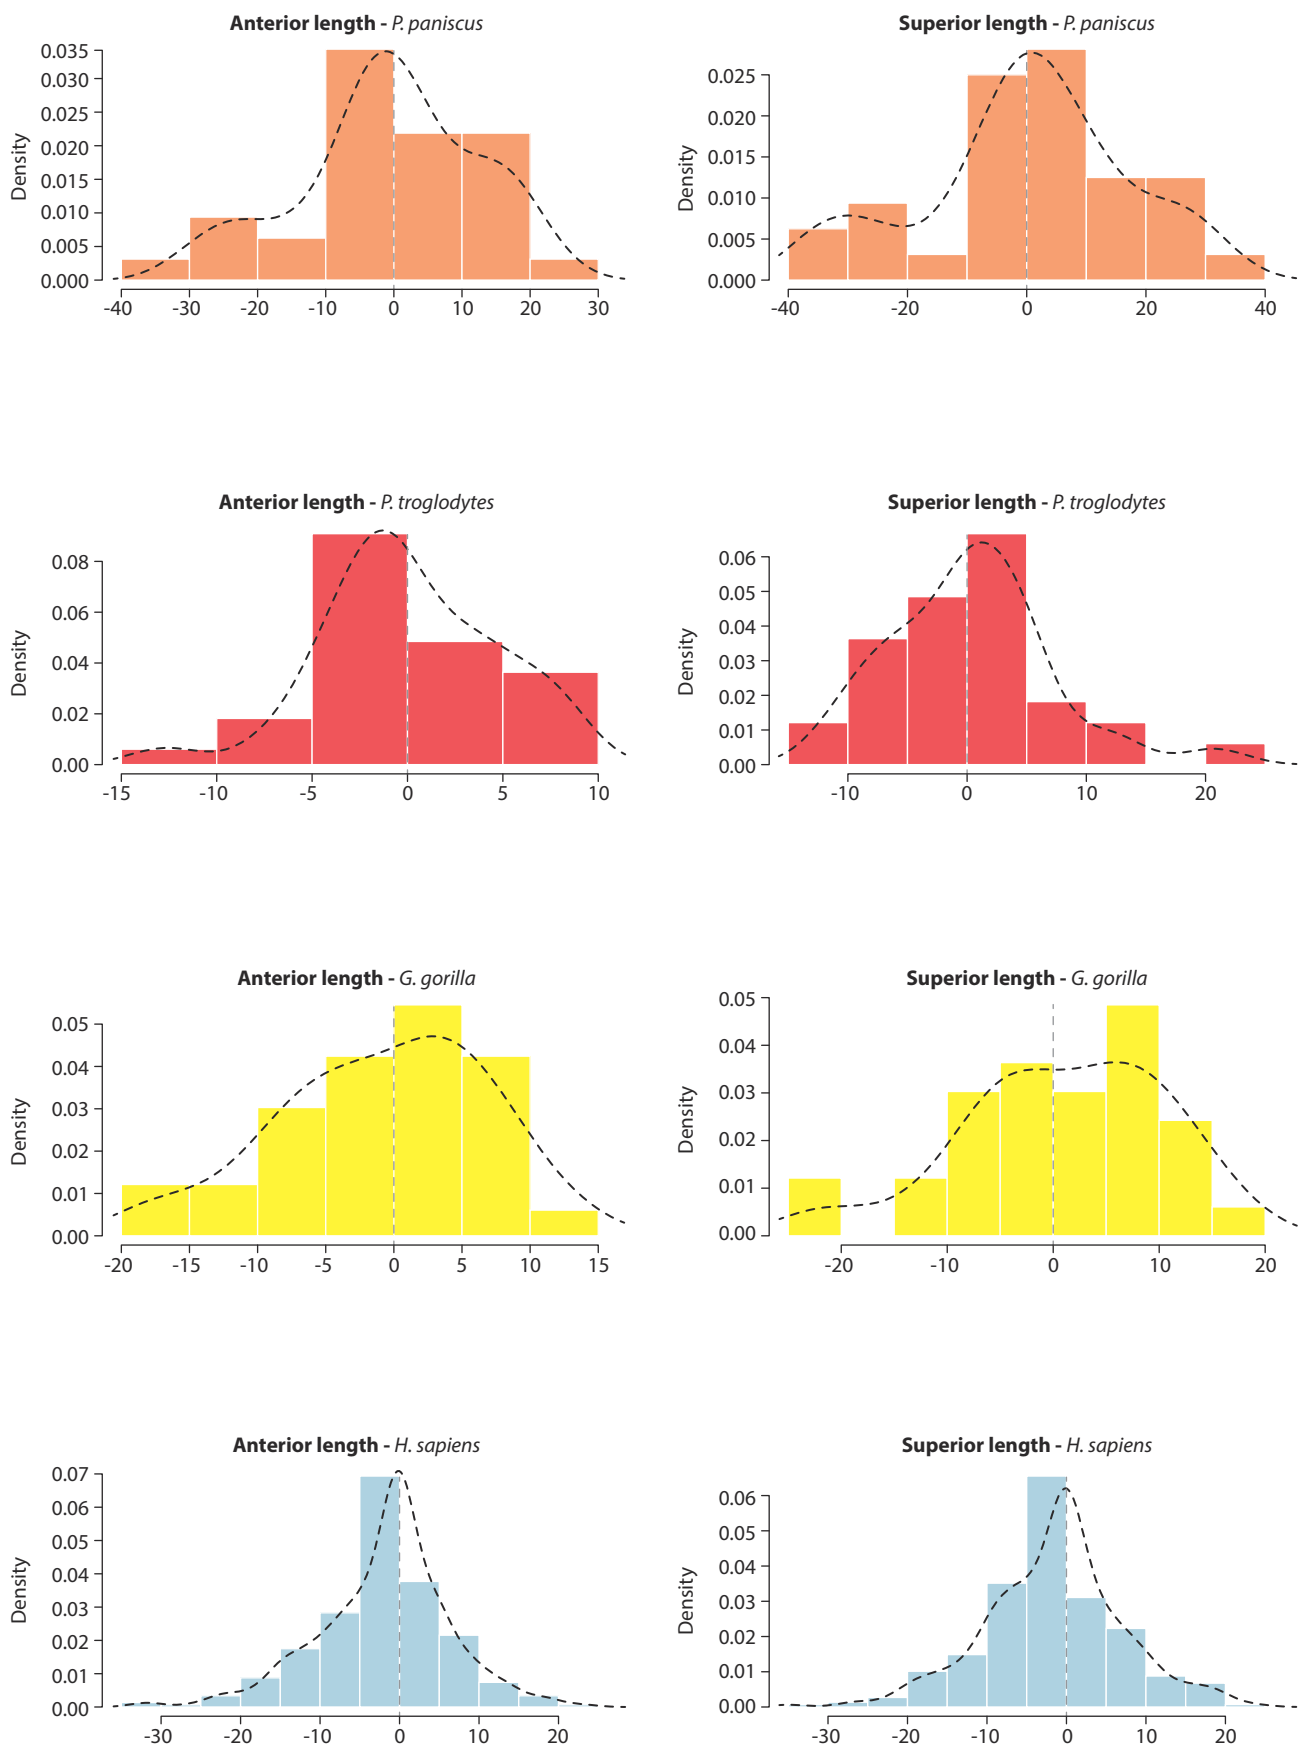 Anterior length - P. paniscus
Density
0.035
0.030
0.025
0.020
0.015
0.010
0.005
0.000
-40 -30 -20 -10 0 10 20 30
Superior length - P. paniscus
Density
0.025
0.020
0.015
0.010
0.005
0.000
-40 -20 0 20 40
Anterior length - P. troglodytes
Density
0.08
0.06
0.04
0.02
0.00
-15 -10 -5 0 5 10
Superior length - P. troglodytes
Density
0.06
0.05
0.04
0.03
0.02
0.01
0.00
-10 0 10 20
Anterior length - G. gorilla
Density
0.05
0.04
0.03
0.02
0.01
0.00
-20 -15 -10 -5 0 5 10 15
Superior length - G. gorilla
Density
0.05
0.04
0.03
0.02
0.01
0.00
-20 -10 0 10 20
Anterior length - H. sapiens
Density
0.07
0.06
0.05
0.04
0.03
0.02
0.01
0.00
-30 -20 -10 0 10 20
Superior length - H. sapiens
Density
0.06
0.05
0.04
0.03
0.02
0.01
0.00
-30 -20 -10 0 10 20